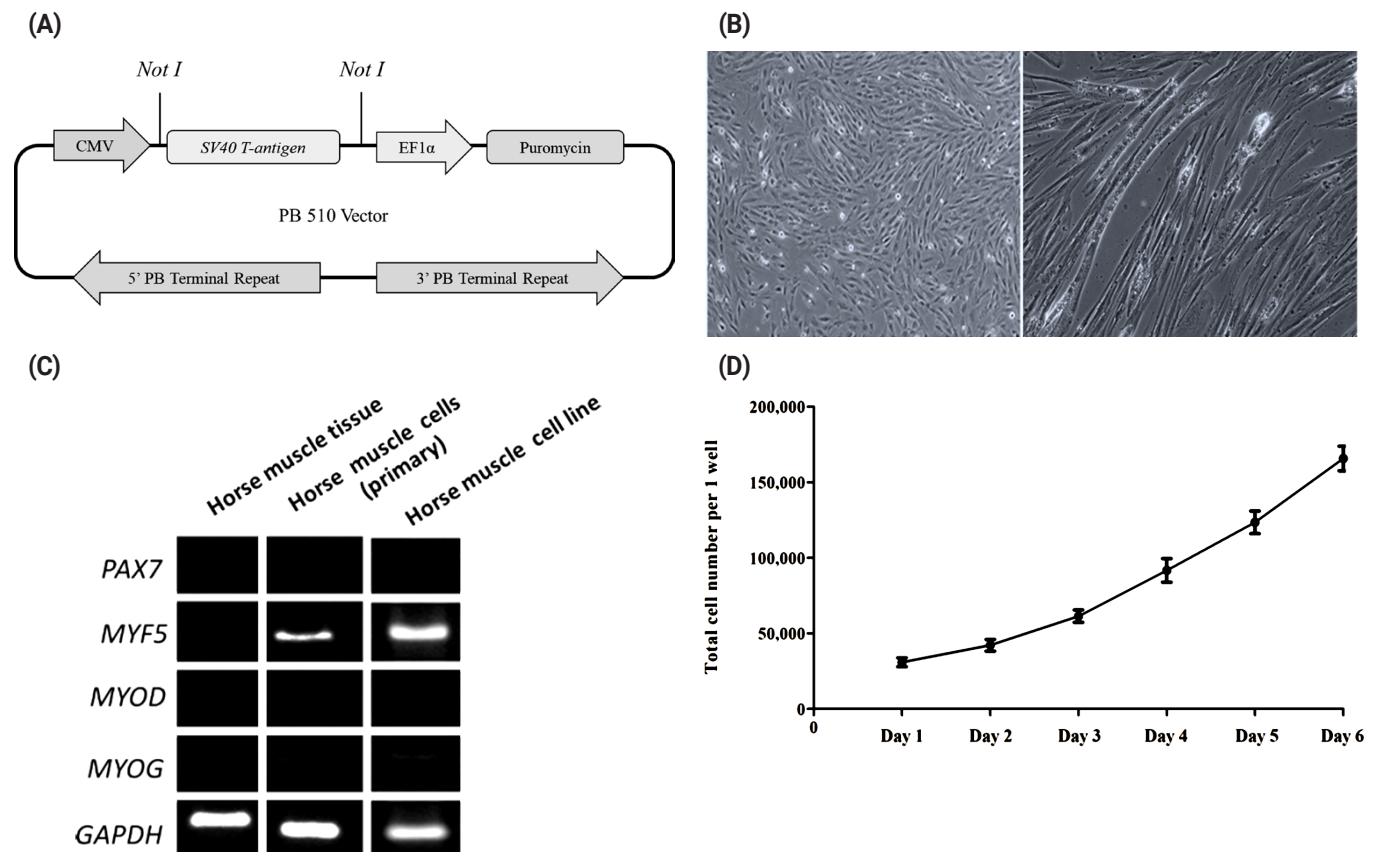 (A)
Not I
Not I
CMV
SV40 T-antigen
EF1α
Puromycin
PB 510 Vector
5' PB Terminal Repeat
3' PB Terminal Repeat
(B)
(C)
Horse muscle tissue
Horse muscle cells
(primary)
Horse muscle cell line
PAX7
MYF5
MYOD
MYOG
GAPDH
(D)
Total cell number per 1 well
200,000
150,000
100,000
50,000
0
0
Day 1
Day 2
Day 3
Day 4
Day 5
Day 6